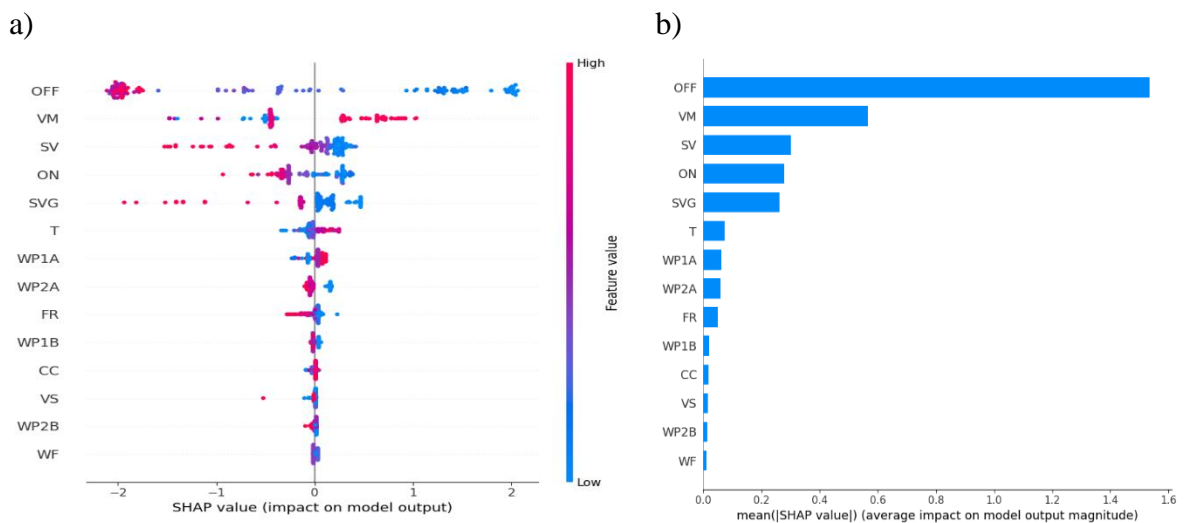 a)
High
OFF
VM
SV
ON
SVG
T
WP1A
WP2A
FR
WP1B
CC
VS
WP2B
WF
Feature value
Low
−2
−1
0
1
2
SHAP value (impact on model output)
b)
OFF
VM
SV
ON
SVG
T
WP1A
WP2A
FR
WP1B
CC
VS
WP2B
WF
0.0
0.2
0.4
0.6
0.8
1.0
1.2
1.4
1.6
mean(|SHAP value|) (average impact on model output magnitude)